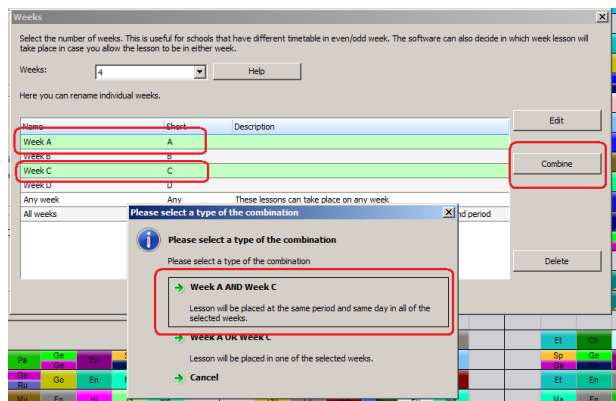 Weeks
Select the number of weeks. This is useful for schools that have different timetable in even/odd week. The software can also decide in which week lesson will
take place in case you allow the lesson to be in either week.
Weeks: 4 Help
Here you can rename individual weeks.
Name Short Description
Edit
Week A A
Week B B
Combine
Week C C
Week D D
Any week Any These lessons can take place on any week
All weeks nd period
Please select a type of the combination
Please select a type of the combination
Please select a type of the combination
Delete
Week A AND Week C
Lesson will be placed at the same period and same day in all of the
selected weeks.
Week A OR Week C
Lesson will be placed in one of the selected weeks.
Cancel
Et Ch
Pa Ge En Sp Ge
Ge Ge
Ge Go En Et En
Ru
Mu En Hi Ma En